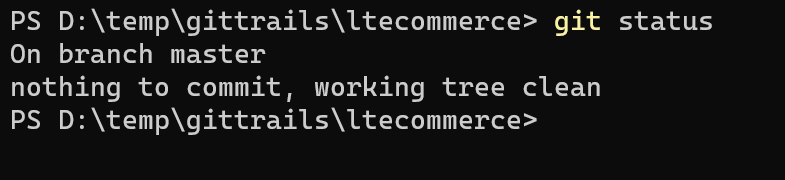 PS D:\temp\gittrails\ltecommerce> git status
On branch master
nothing to commit, working tree clean
PS D:\temp\gittrails\ltecommerce>